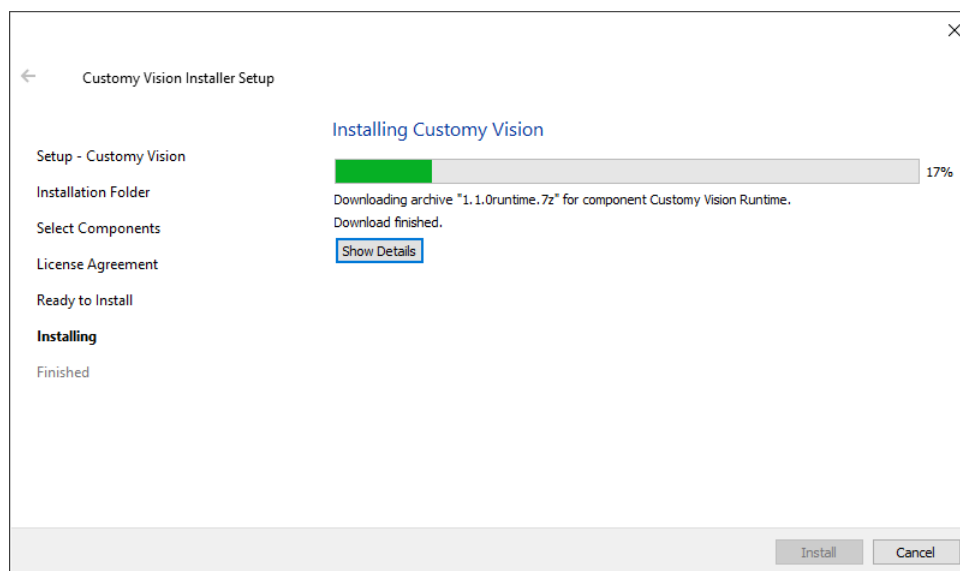 Customy Vision Installer Setup
Setup - Customy Vision
Installation Folder
Select Components
License Agreement
Ready to Install
Installing
Finished
Installing Customy Vision
17%
Downloading archive "1.1.0runtime.7z" for component Customy Vision Runtime.
Download finished.
Show Details
Install
Cancel